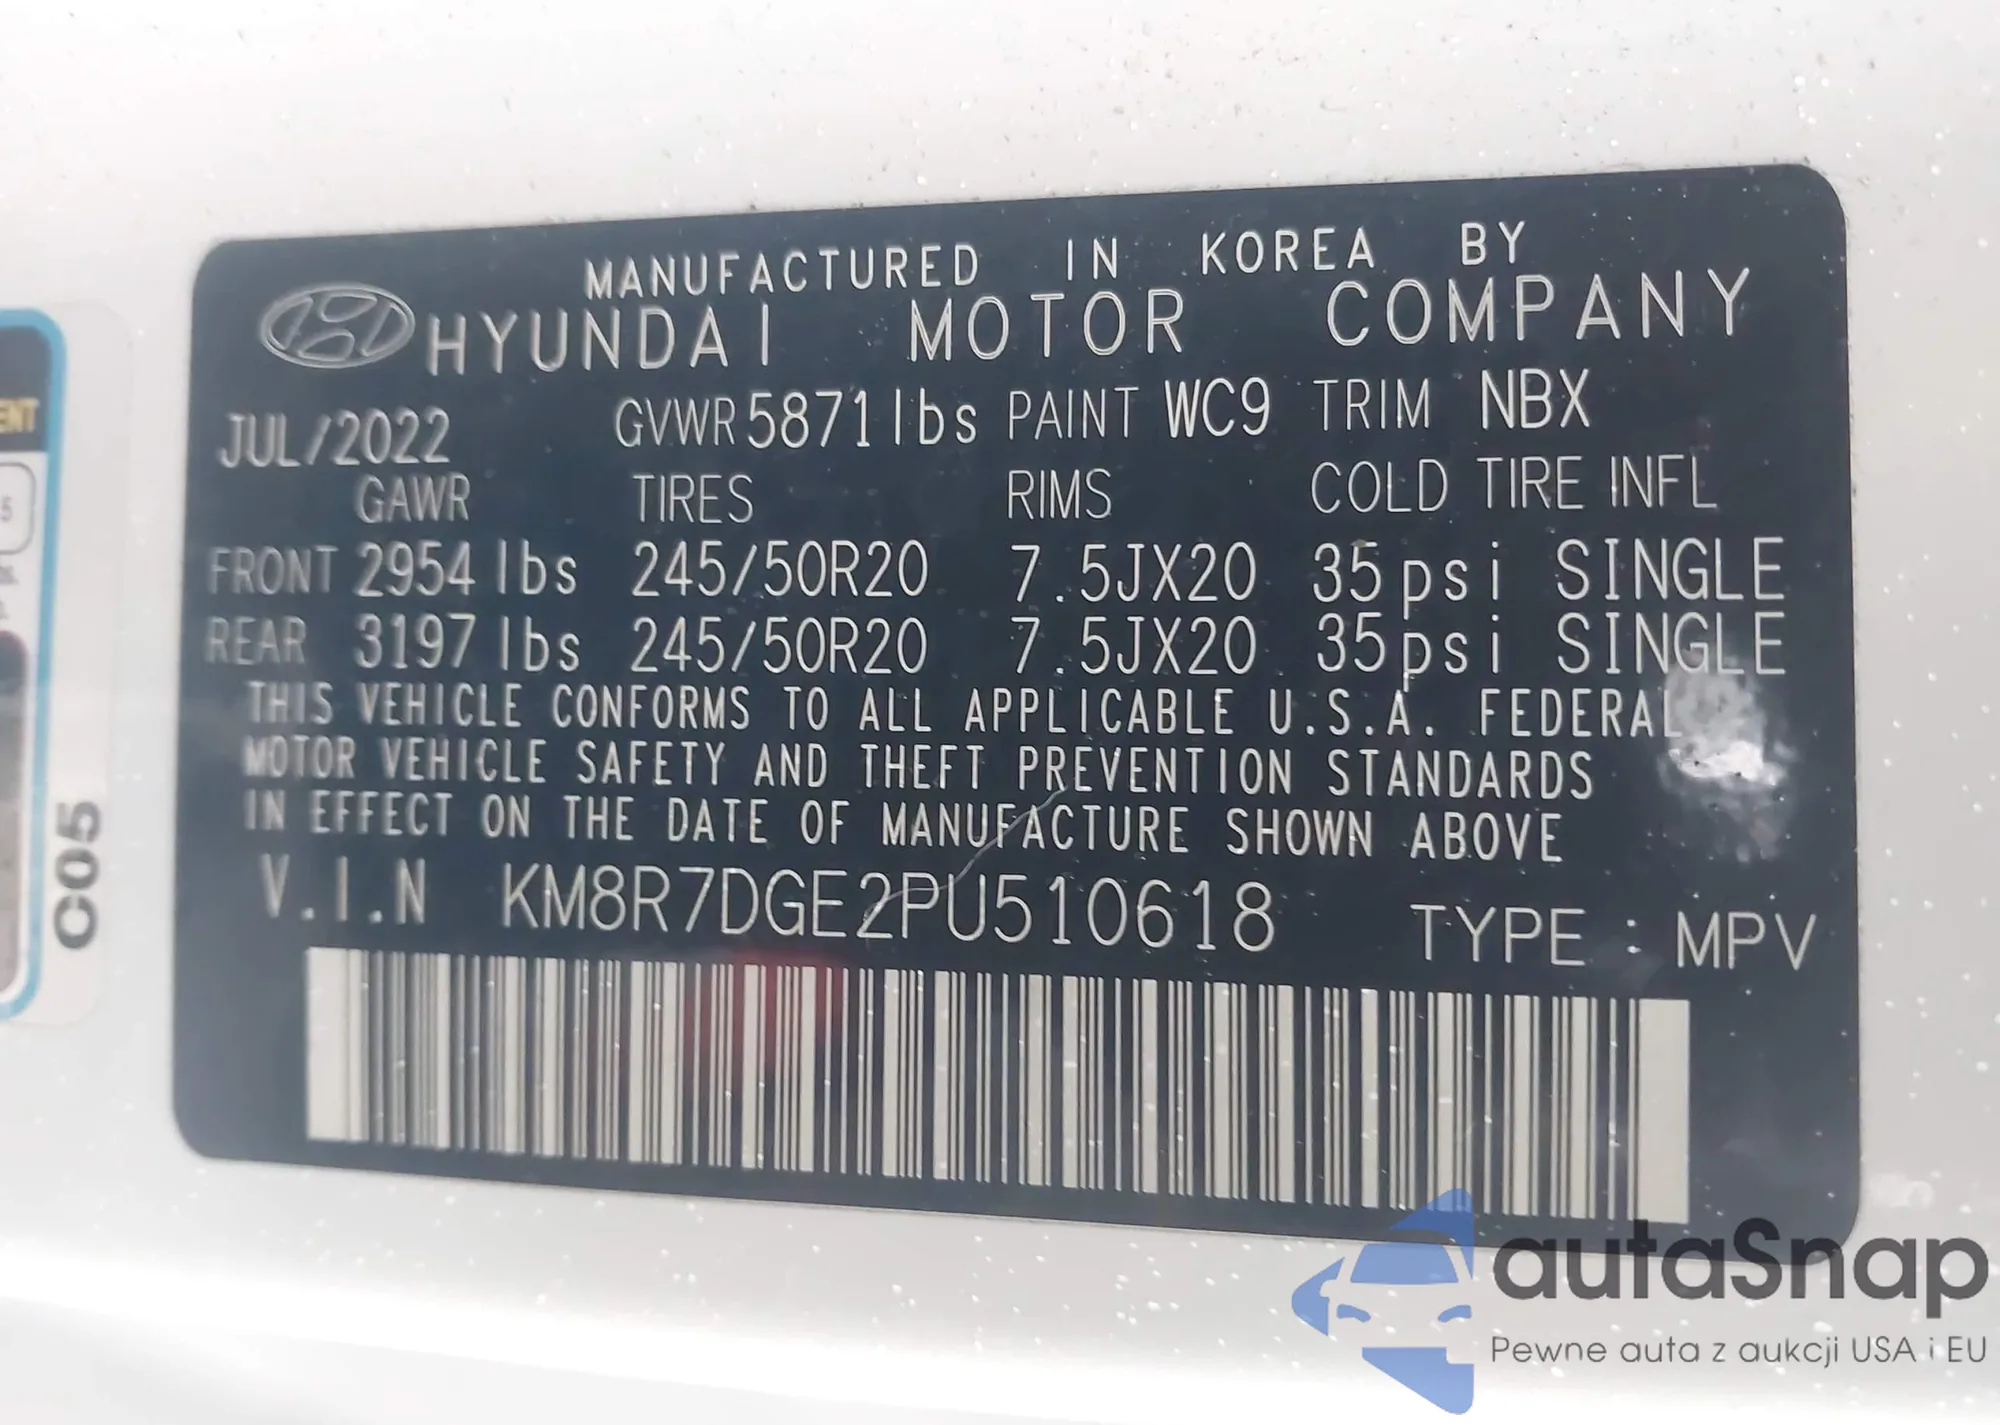 MANUFACTURED IN KOREA BY
HYUNDAI MOTOR COMPANY
JUL/2022 GVWR 5871 lbs PAINT WC9 TRIM NBX
GAWR TIRES RIMS COLD TIRE INFL
FRONT 2954 lbs 245/50R20 7.5JX20 35psi SINGLE
REAR 3197 lbs 245/50R20 7.5JX20 35psi SINGLE
THIS VEHICLE CONFORMS TO ALL APPLICABLE U.S.A. FEDERAL
MOTOR VEHICLE SAFETY AND THEFT PREVENTION STANDARDS
IN EFFECT ON THE DATE OF MANUFACTURE SHOWN ABOVE
V.I.N KM8R7DGE2PU510618 TYPE : MPV
C05
autaSnap
Pewne auta z aukcji USA i EU